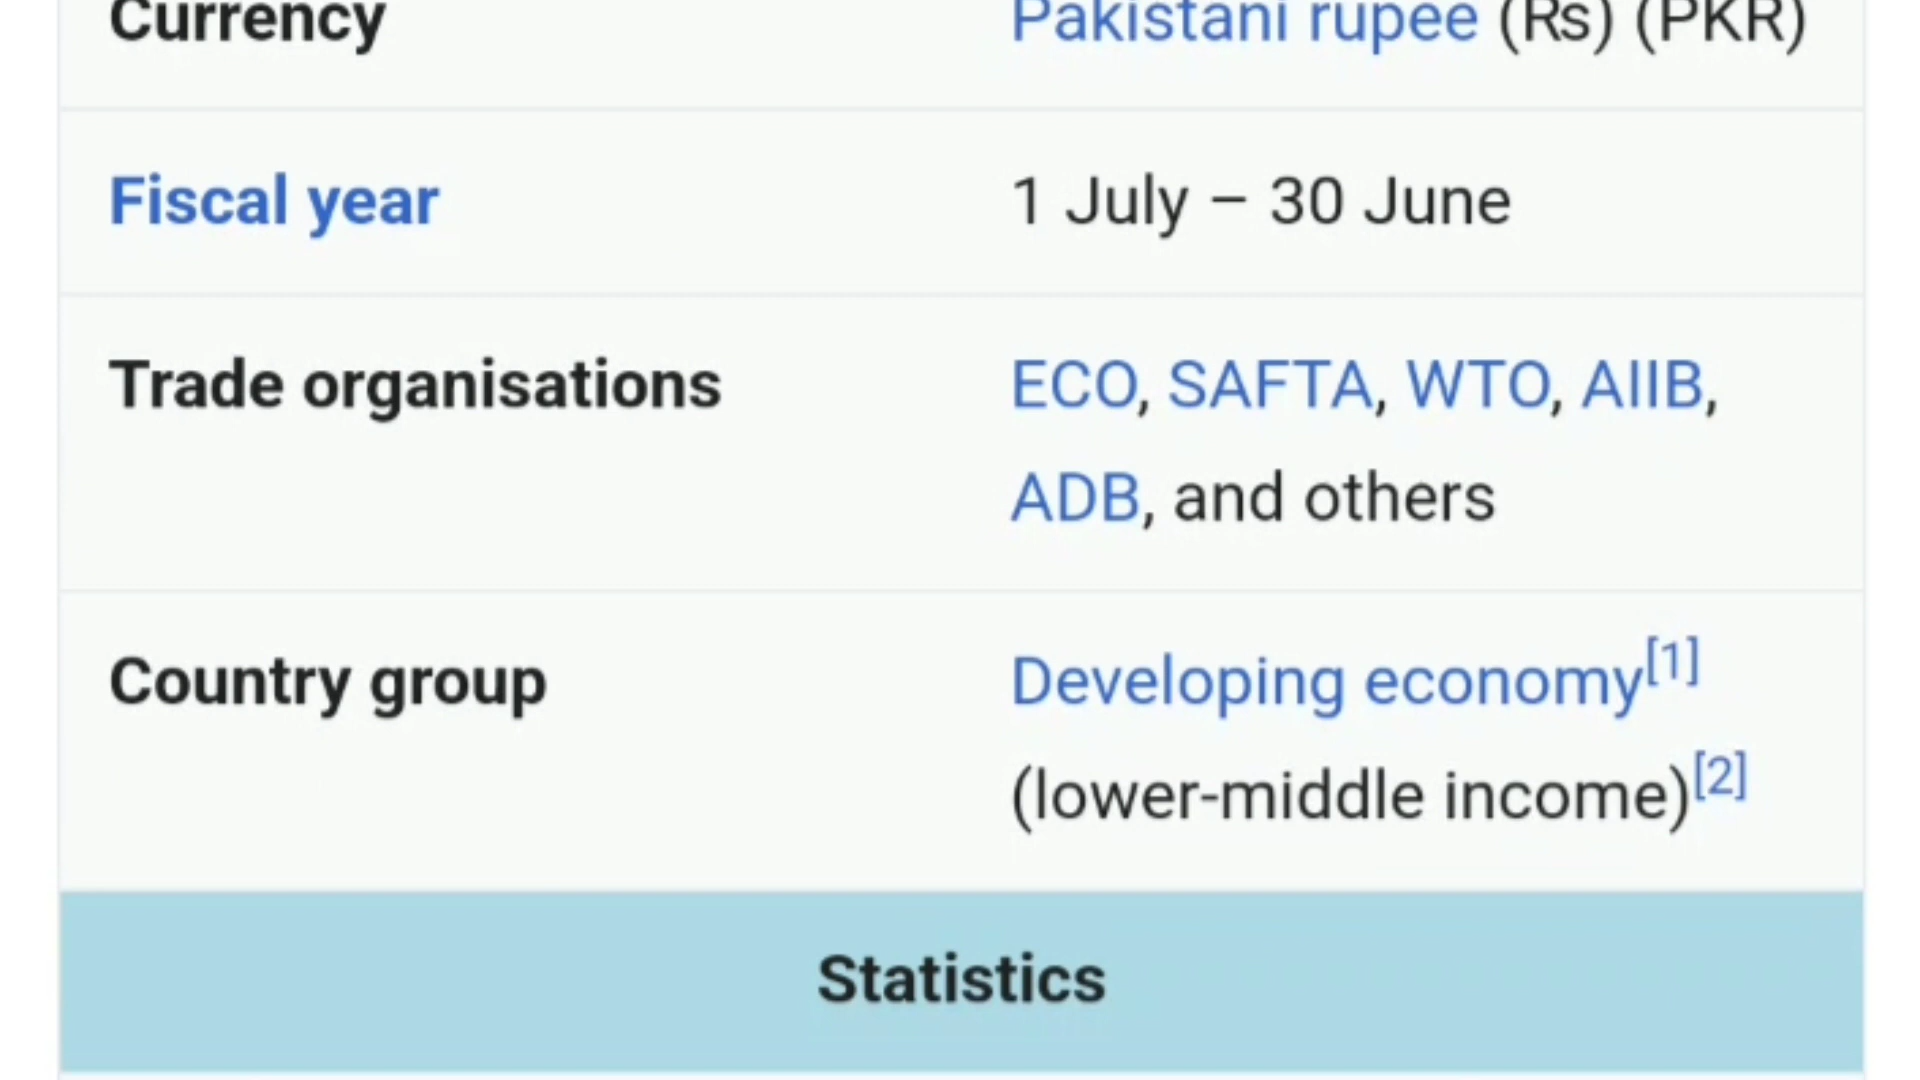 Currency Pakistani rupee (Rs) (PKR)
Fiscal year 1 July – 30 June
Trade organisations ECO, SAFTA, WTO, AIIB,
ADB, and others
Country group Developing economy[1]
(lower-middle income)[2]
Statistics